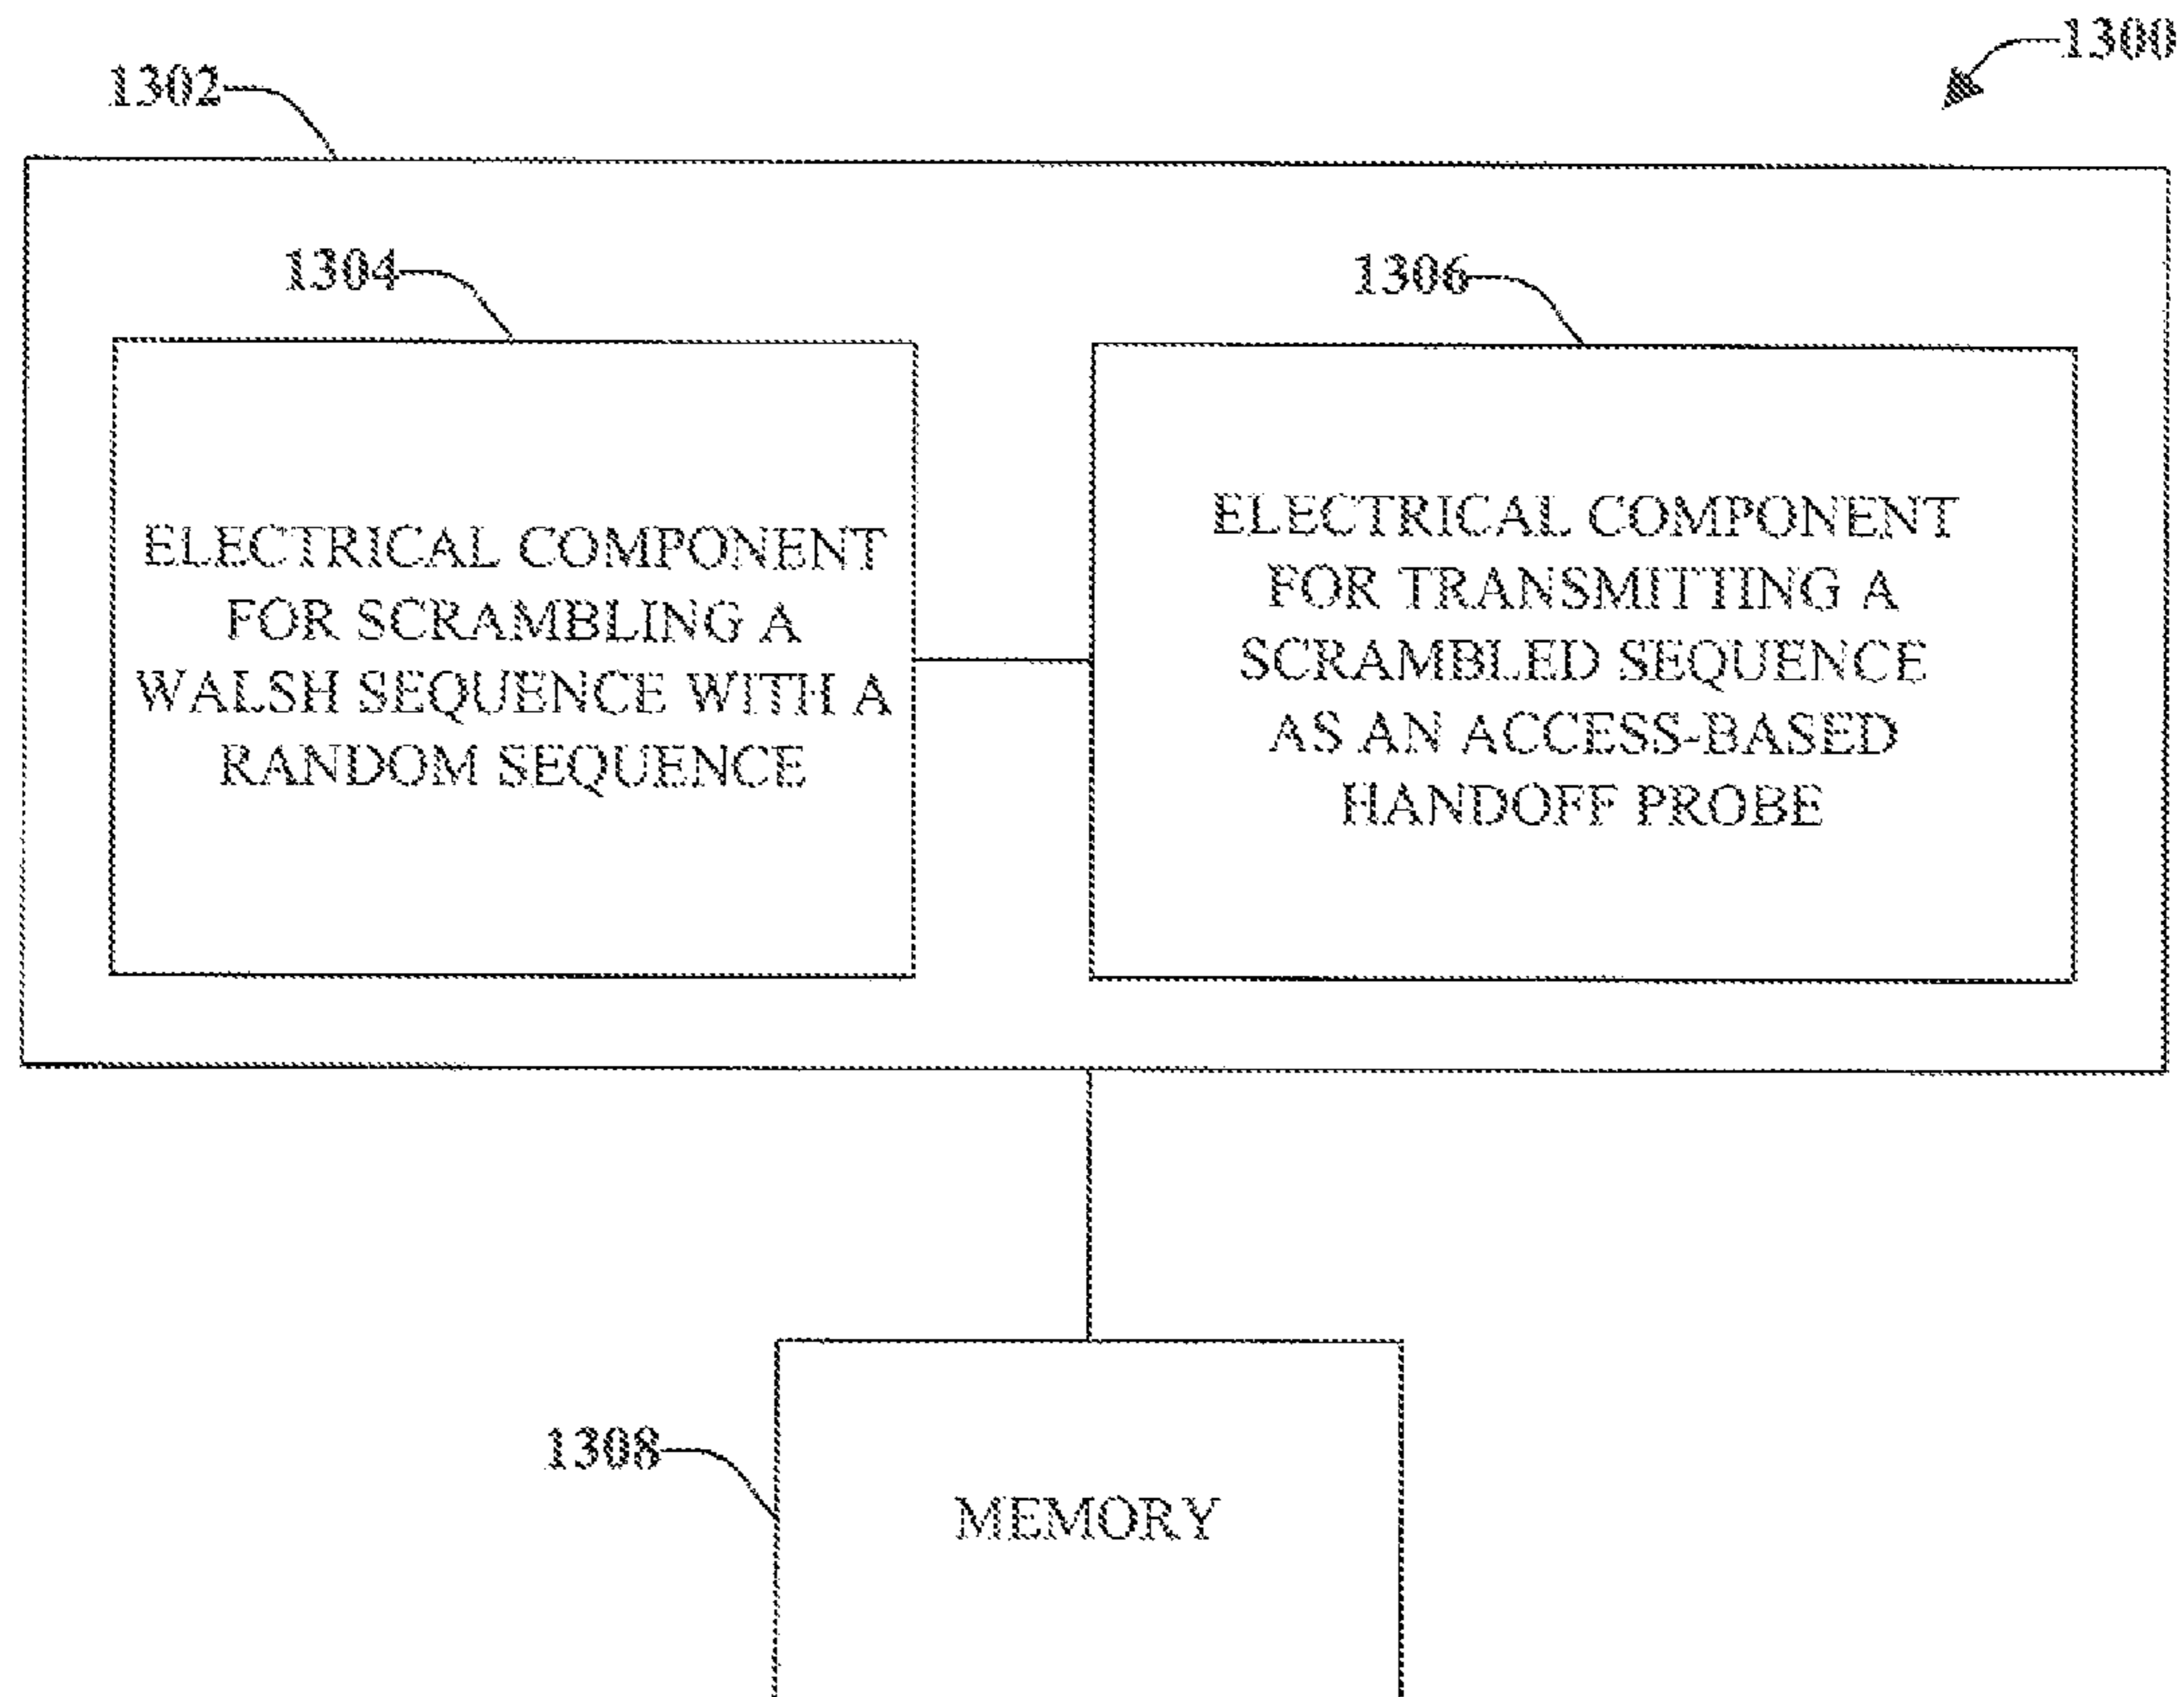 1300
1302
1304
1306
ELECTRICAL COMPONENT
FOR SCRAMBLING A
WALSH SEQUENCE WITH A
RANDOM SEQUENCE
ELECTRICAL COMPONENT
FOR TRANSMITTING A
SCRAMBLED SEQUENCE
AS AN ACCESS-BASED
HANDOFF PROBE
1308
MEMORY